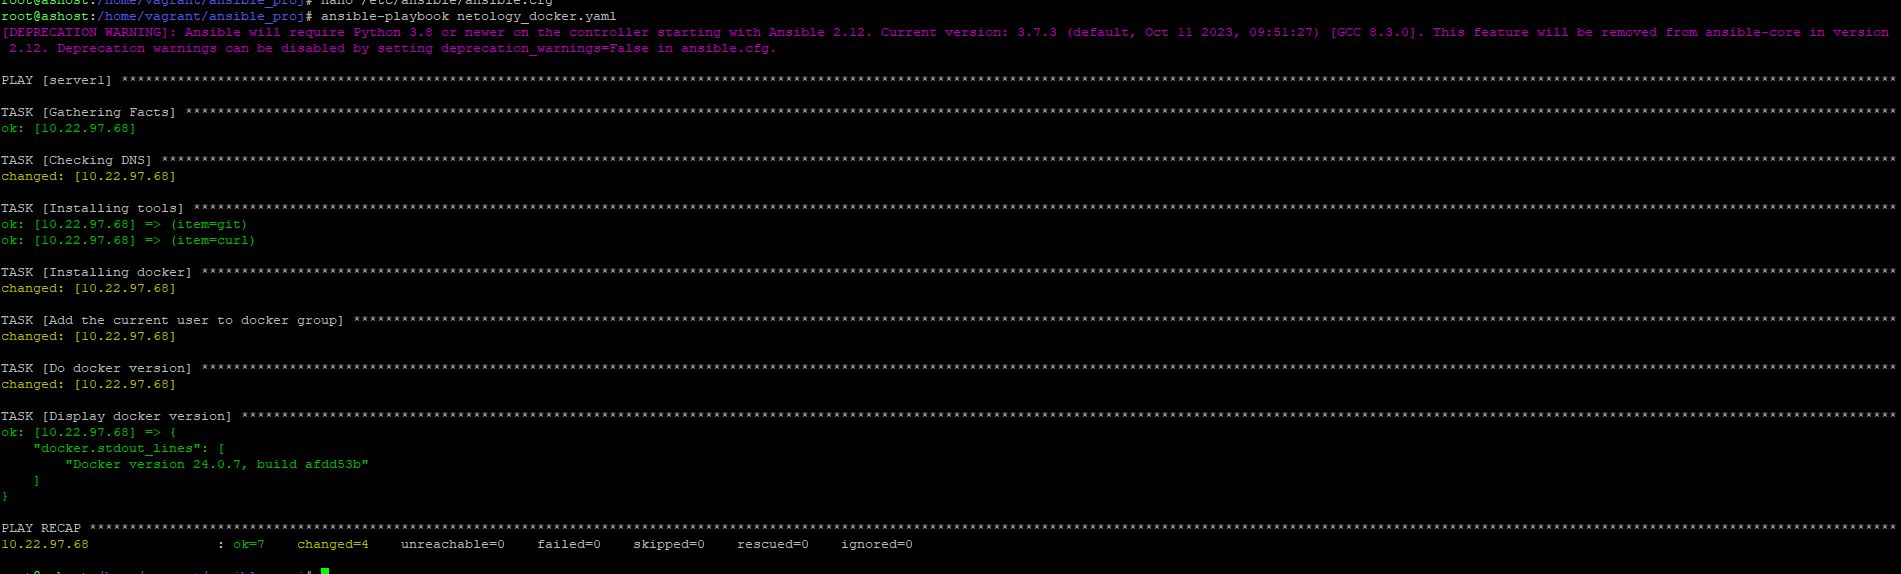 root@ashost:/home/vagrant/ansible_proj# nano /etc/ansible/ansible.cfg
root@ashost:/home/vagrant/ansible_proj# ansible-playbook netology_docker.yaml
[DEPRECATION WARNING]: Ansible will require Python 3.8 or newer on the controller starting with Ansible 2.12. Current version: 3.7.3 (default, Oct 11 2023, 09:51:27) [GCC 8.3.0]. This feature will be removed from ansible-core in version
2.12. Deprecation warnings can be disabled by setting deprecation_warnings=False in ansible.cfg.
PLAY [server1] ****************************************************************
TASK [Gathering Facts] ****************************************************************
ok: [10.22.97.68]
TASK [Checking DNS] ****************************************************************
changed: [10.22.97.68]
TASK [Installing tools] ****************************************************************
ok: [10.22.97.68] => (item=git)
ok: [10.22.97.68] => (item=curl)
TASK [Installing docker] ****************************************************************
changed: [10.22.97.68]
TASK [Add the current user to docker group] ****************************************************************
changed: [10.22.97.68]
TASK [Do docker version] ****************************************************************
changed: [10.22.97.68]
TASK [Display docker version] ****************************************************************
ok: [10.22.97.68] => {
    "docker.stdout_lines": [
        "Docker version 24.0.7, build afdd53b"
    ]
}
PLAY RECAP ****************************************************************
10.22.97.68                : ok=7    changed=4    unreachable=0    failed=0    skipped=0    rescued=0    ignored=0